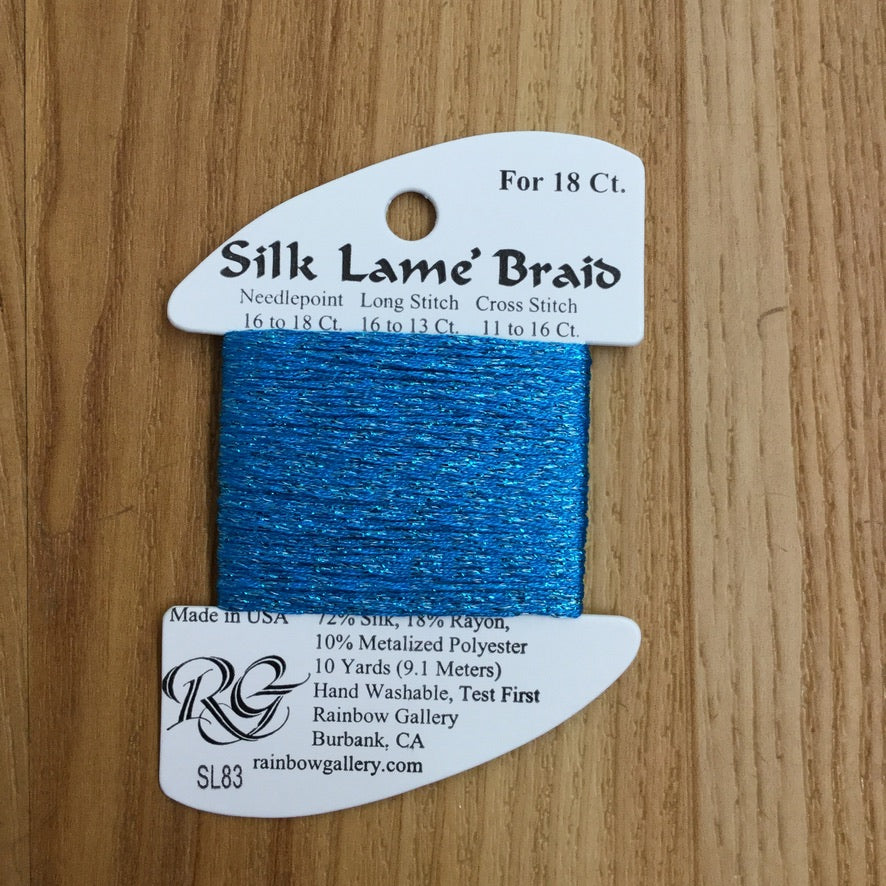 For 18 Ct.
Silk Lamé Braid
Needlepoint Long Stitch Cross Stitch
16 to 18 Ct. 16 to 13 Ct. 11 to 16 Ct.
Made in USA 72% Silk, 18% Rayon,
10% Metalized Polyester
10 Yards (9.1 Meters)
RG
Hand Washable, Test First
Rainbow Gallery
Burbank, CA
SL83 rainbowgallery.com